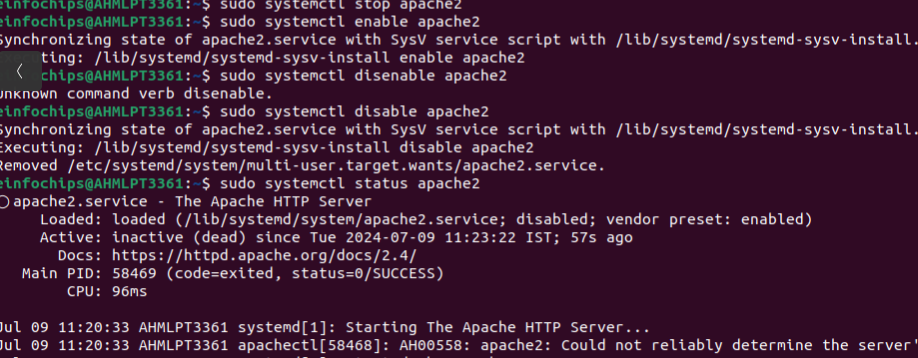 einfochips@AHMLPT3361:~$ sudo systemctl stop apache2
einfochips@AHMLPT3361:~$ sudo systemctl enable apache2
Synchronizing state of apache2.service with SysV service script with /lib/systemd/systemd-sysv-install.
ting: /lib/systemd/systemd-sysv-install enable apache2
chips@AHMLPT3361:~$ sudo systemctl disenable apache2
Unknown command verb disenable.
einfochips@AHMLPT3361:~$ sudo systemctl disable apache2
Synchronizing state of apache2.service with SysV service script with /lib/systemd/systemd-sysv-install.
Executing: /lib/systemd/systemd-sysv-install disable apache2
Removed /etc/systemd/system/multi-user.target.wants/apache2.service.
einfochips@AHMLPT3361:~$ sudo systemctl status apache2
○ apache2.service - The Apache HTTP Server
Loaded: loaded (/lib/systemd/system/apache2.service; disabled; vendor preset: enabled)
Active: inactive (dead) since Tue 2024-07-09 11:23:22 IST; 57s ago
Docs: https://httpd.apache.org/docs/2.4/
Main PID: 58469 (code=exited, status=0/SUCCESS)
CPU: 96ms
Jul 09 11:20:33 AHMLPT3361 systemd[1]: Starting The Apache HTTP Server...
Jul 09 11:20:33 AHMLPT3361 apachectl[58468]: AH00558: apache2: Could not reliably determine the server'